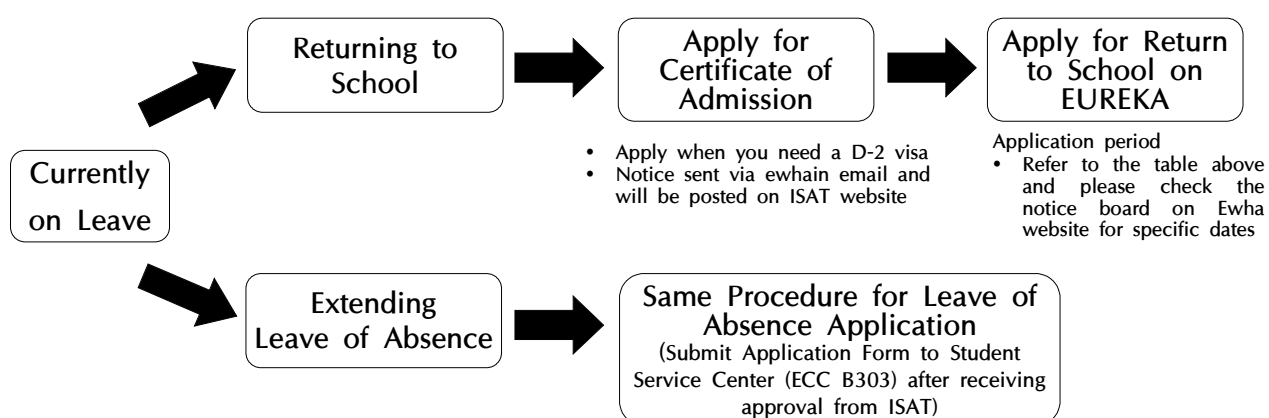 Currently
on Leave
Returning to
School
Apply for
Certificate of
Admission
• Apply when you need a D-2 visa
• Notice sent via ewhain email and
will be posted on ISAT website
Apply for Return
to School on
EUREKA
Application period
• Refer to the table above
and please check the
notice board on Ewha
website for specific dates
Extending
Leave of Absence
Same Procedure for Leave of
Absence Application
(Submit Application Form to Student
Service Center (ECC B303) after receiving
approval from ISAT)